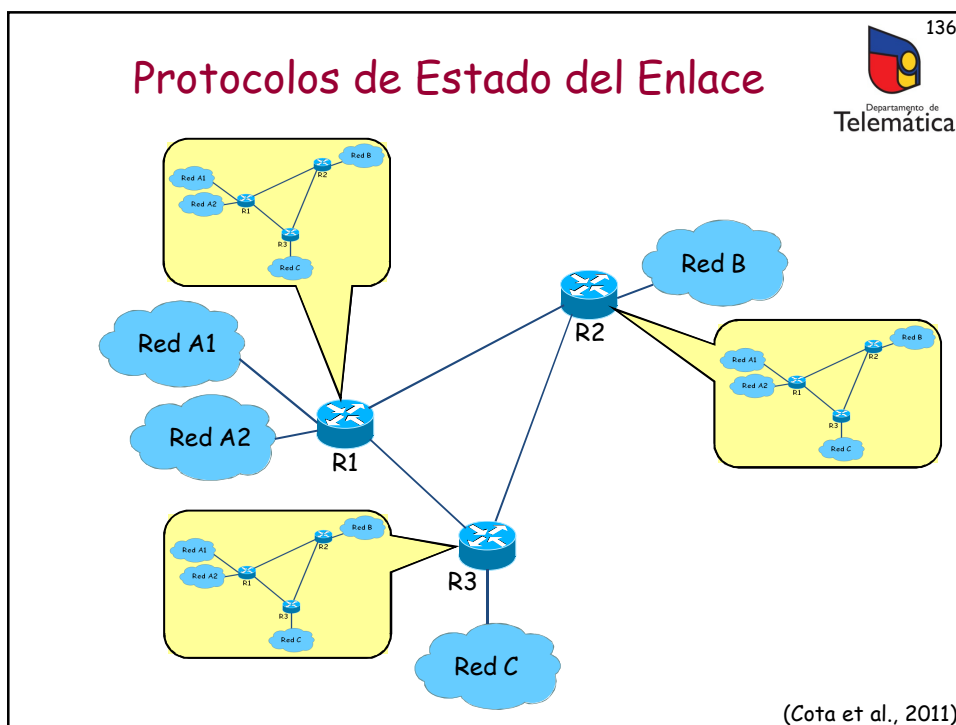 136
Protocolos de Estado del Enlace
Departamento de
Telemática
Red B
Red A1
R2
Red A2
R1
R3
Red C
Red B
R2
Red A1
Red A2
R1
R3
Red C
Red B
R2
Red A1
Red A2
R1
R3
Red C
Red B
R2
Red A1
Red A2
R1
R3
Red C
(Cota et al., 2011)